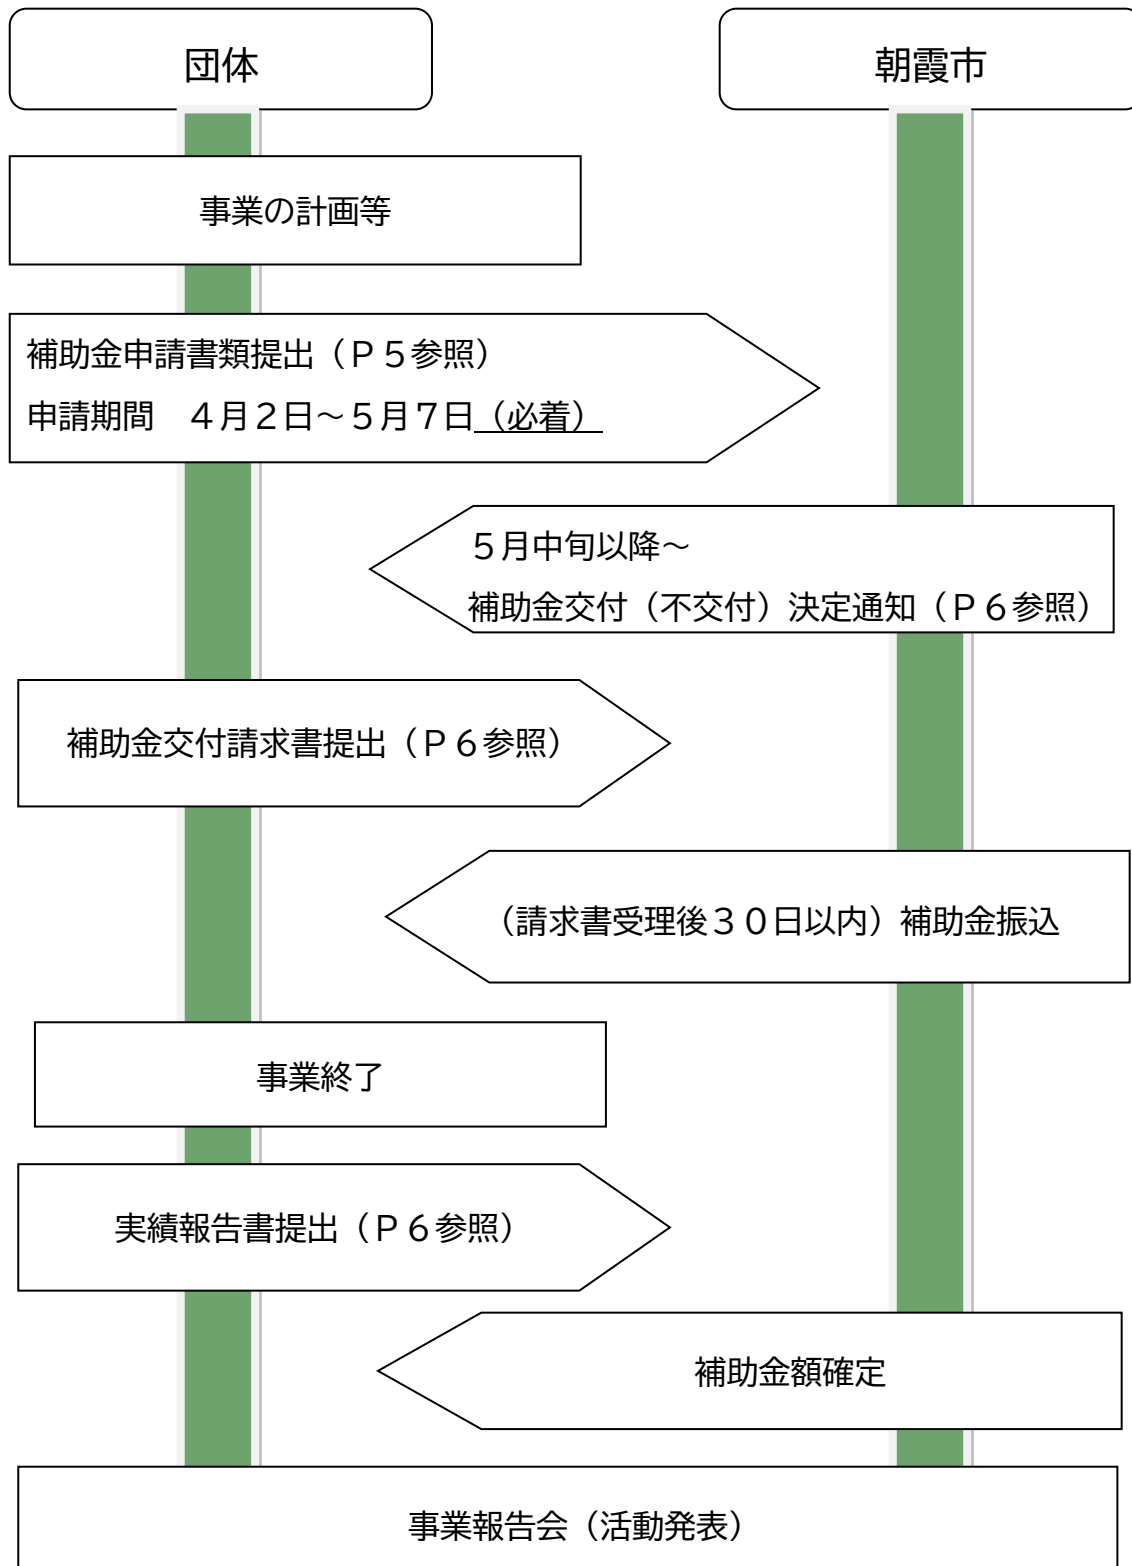 団体
朝霞市
事業の計画等
補助金申請書類提出（Ｐ５参照）
申請期間　４月２日～５月７日（必着）
５月中旬以降～
補助金交付（不交付）決定通知（Ｐ６参照）
補助金交付請求書提出（Ｐ６参照）
（請求書受理後３０日以内）補助金振込
事業終了
実績報告書提出（Ｐ６参照）
補助金額確定
事業報告会（活動発表）